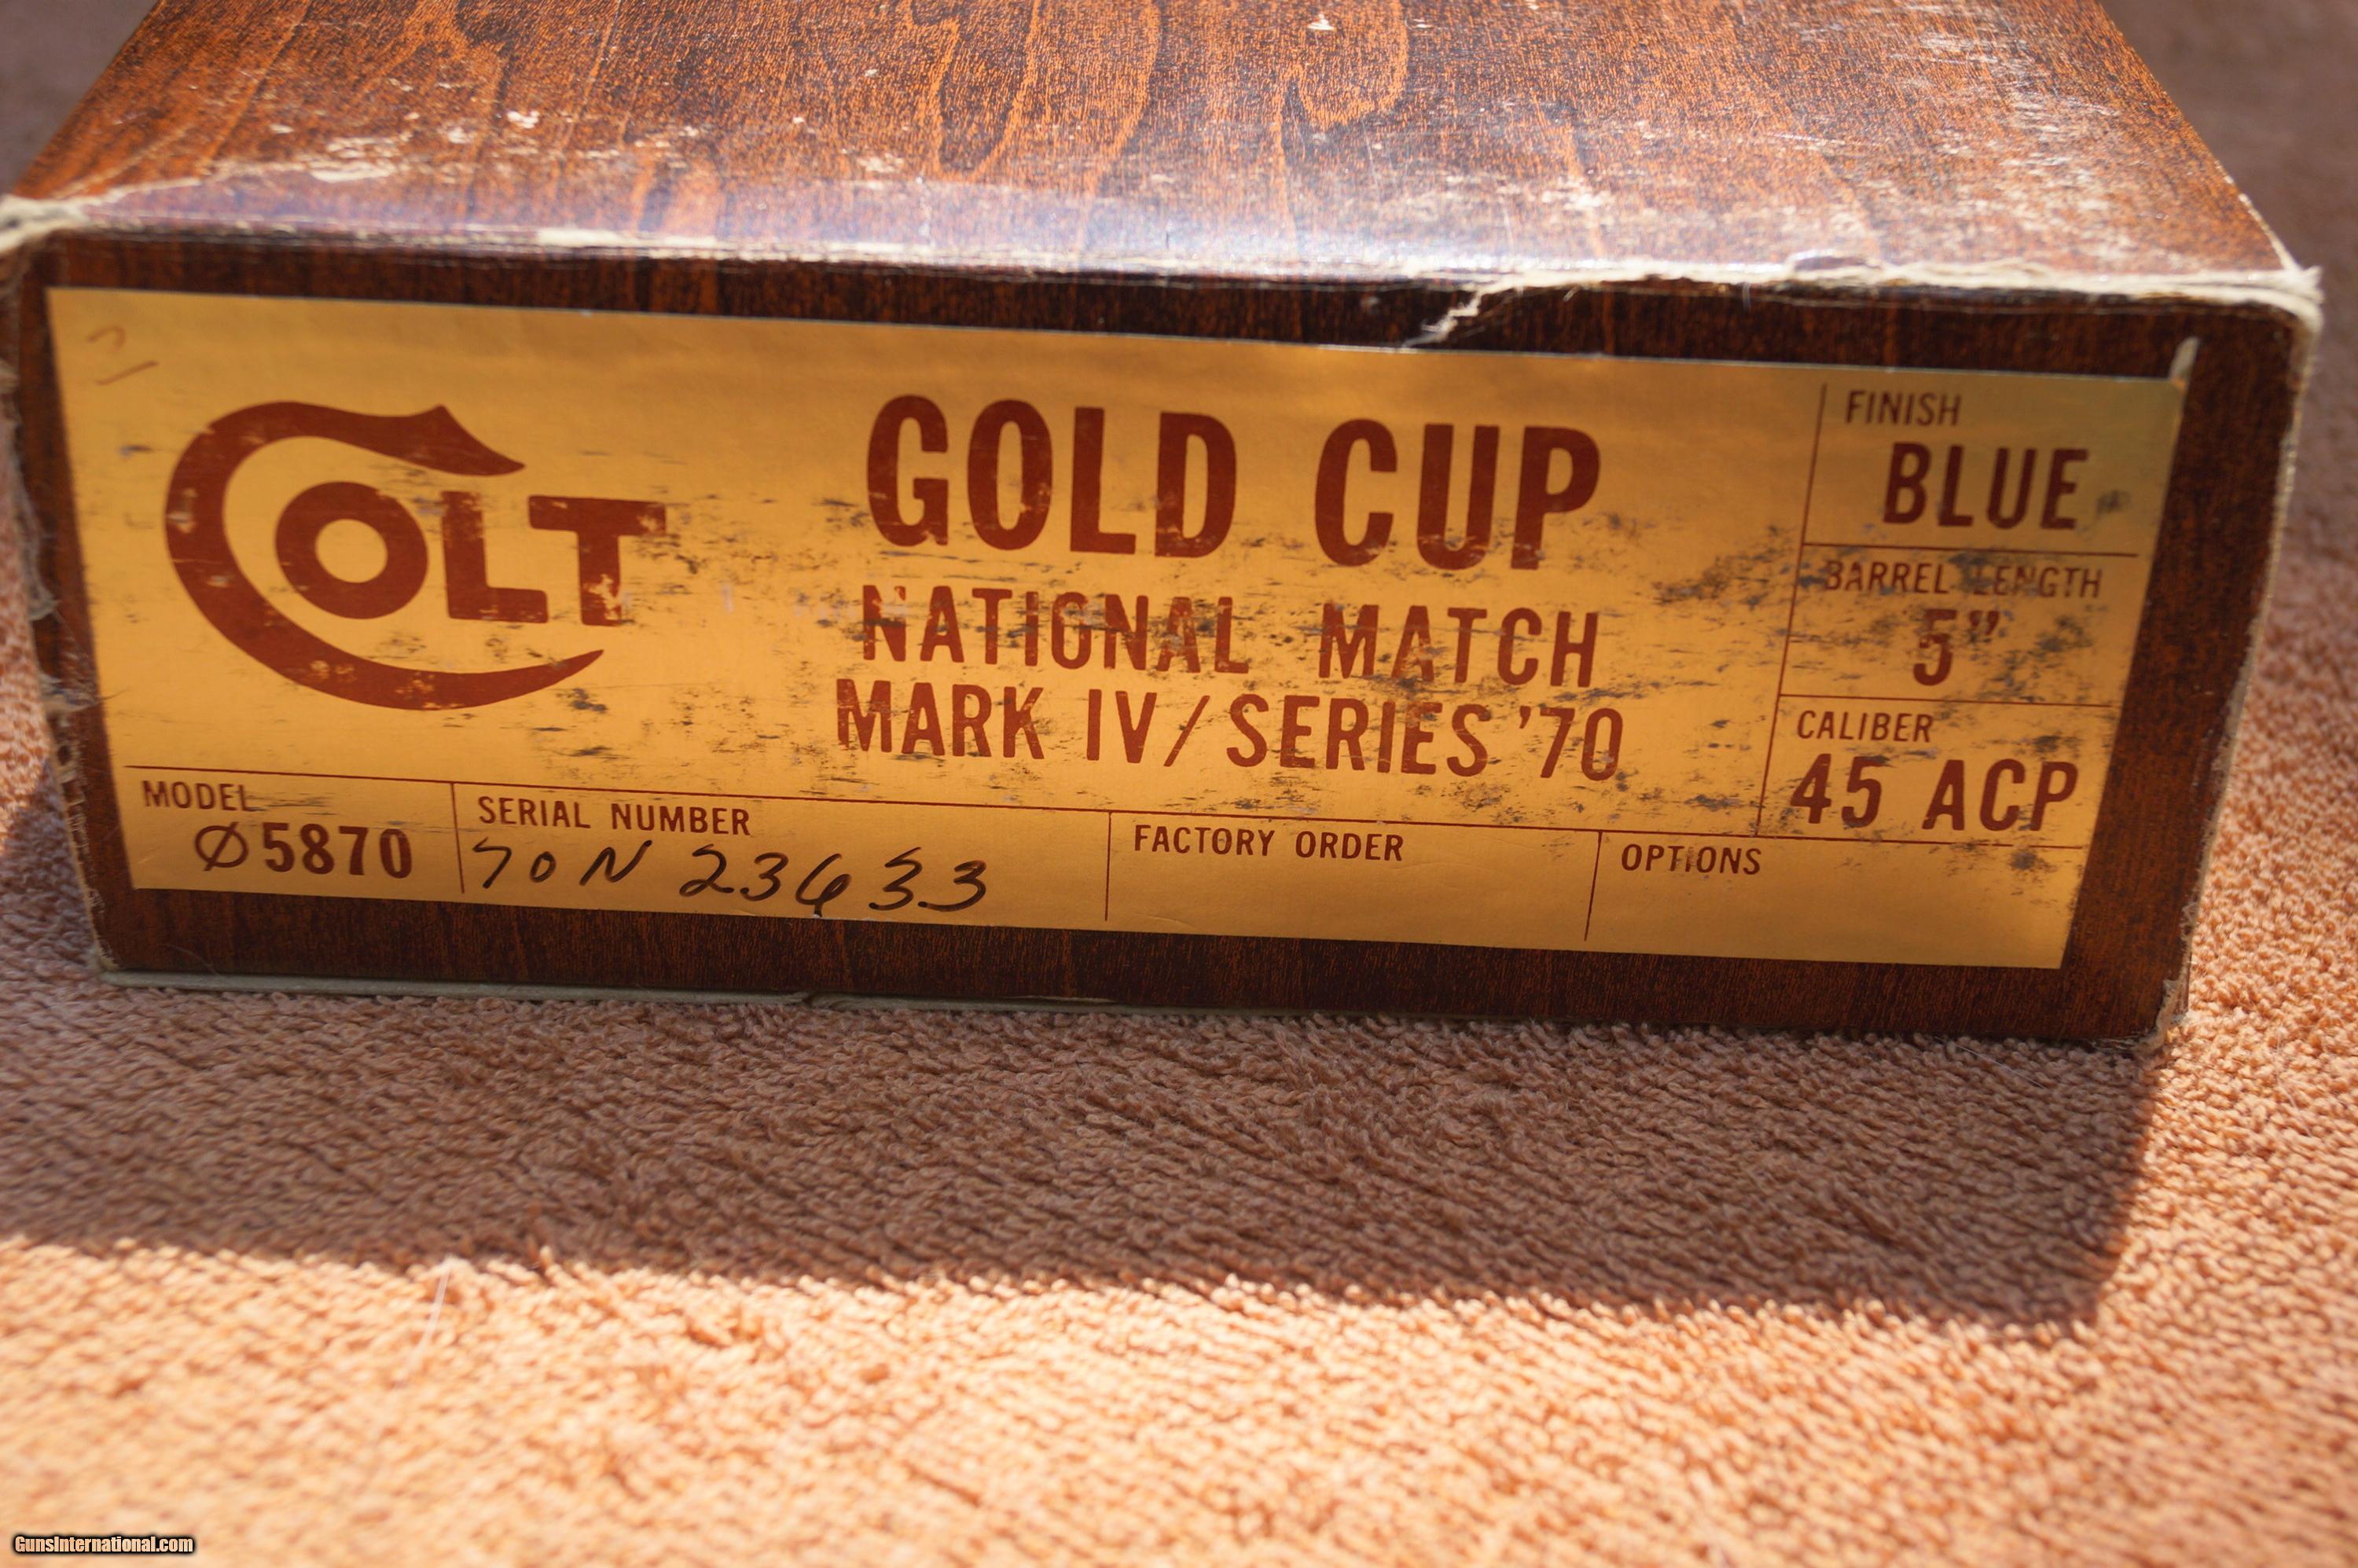 COLT
GOLD CUP
NATIONAL MATCH
MARK IV/SERIES '70
FINISH
BLUE
BARREL LENGTH
5"
CALIBER
45 ACP
MODEL
Ø5870
SERIAL NUMBER
70N 23633
FACTORY ORDER
OPTIONS
GunsInternational.com